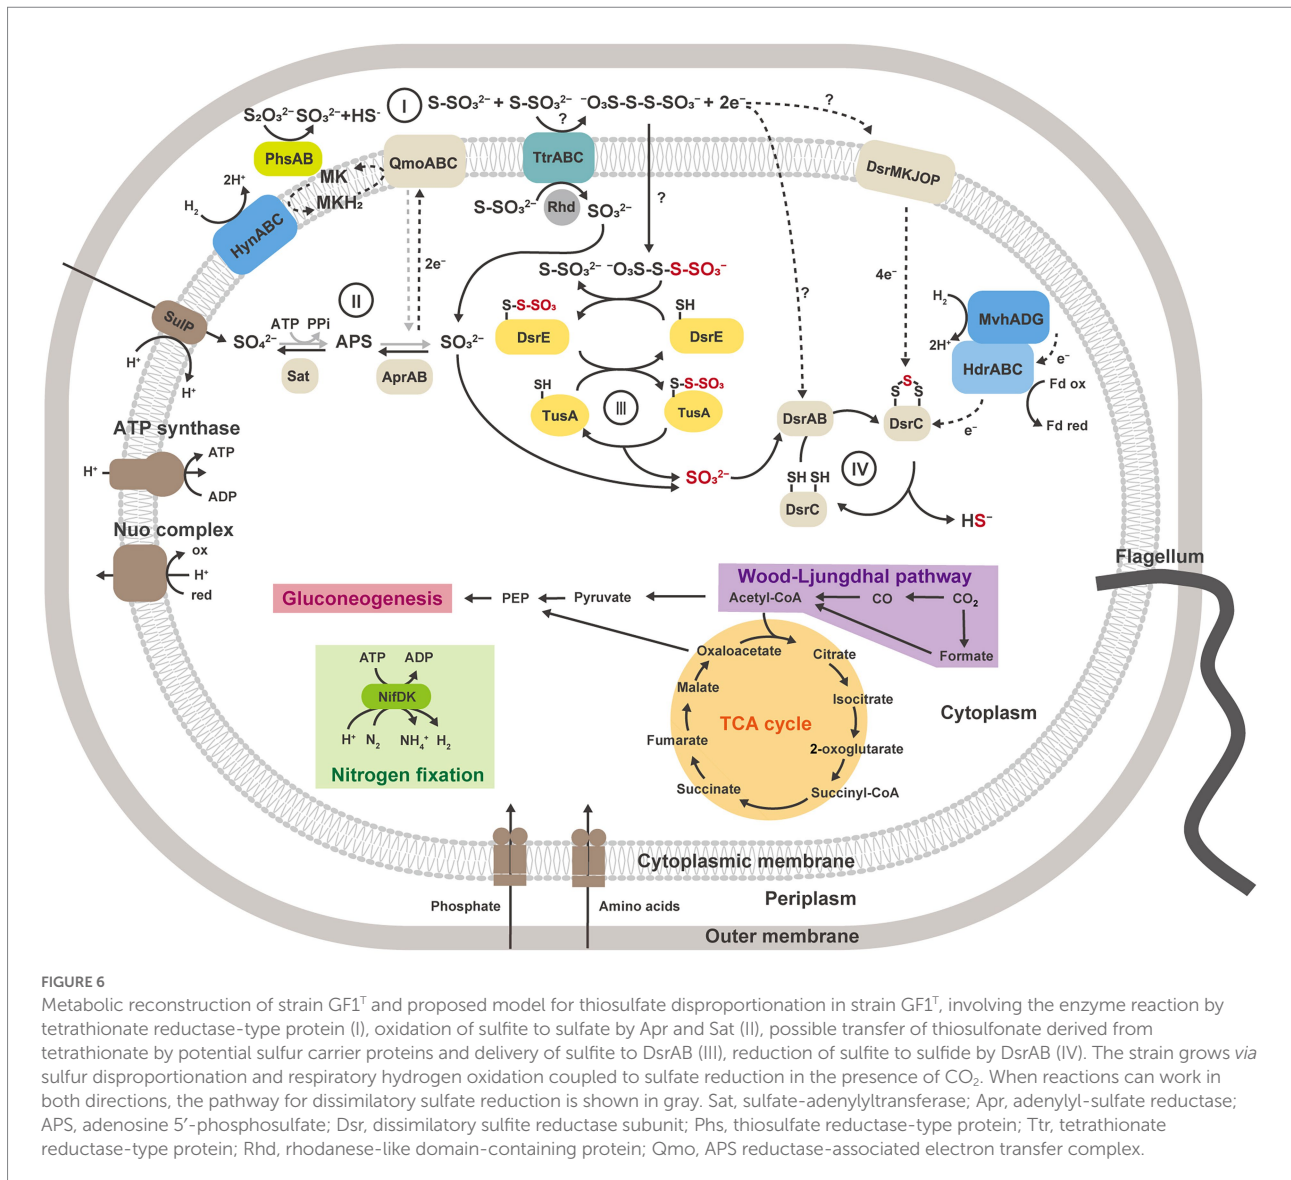 S₂O₃²⁻ SO₃²⁻+HS⁻
I
S-SO₃²⁻ + S-SO₃²⁻ ⁻O₃S-S-S-SO₃⁻ + 2e⁻
?
?
PhsAB
QmoABC
TtrABC
DsrMKJOP
MK
MKH₂
2H⁺
H₂
HynABC
S-SO₃²⁻
Rhd
SO₃²⁻
?
2e⁻
S-SO₃²⁻ ⁻O₃S-S-S-SO₃⁻
4e⁻
?
II
SulP
SO₄²⁻
ATP PPi
APS
SO₃²⁻
Sat
AprAB
H⁺
H⁺
S-S-SO₃
SH
DsrE
DsrE
SH
S-S-SO₃
TusA
III
TusA
H₂
MvhADG
2H⁺
HdrABC
e⁻
Fd ox
Fd red
S
S S
DsrC
e⁻
DsrAB
IV
SO₃²⁻
SH SH
DsrC
HS⁻
ATP synthase
H⁺
ATP
ADP
Nuo complex
ox
H⁺
red
Flagellum
Wood-Ljungdhal pathway
Gluconeogenesis
PEP
Pyruvate
Acetyl-CoA
CO
CO₂
Formate
Oxaloacetate
Citrate
Isocitrate
2-oxoglutarate
Succinyl-CoA
Succinate
Fumarate
Malate
TCA cycle
Cytoplasm
ATP ADP
NifDK
H⁺ N₂ NH₄⁺ H₂
Nitrogen fixation
Cytoplasmic membrane
Periplasm
Phosphate
Amino acids
Outer membrane
FIGURE 6
Metabolic reconstruction of strain GF1ᵀ and proposed model for thiosulfate disproportionation in strain GF1ᵀ, involving the enzyme reaction by
tetrathionate reductase-type protein (I), oxidation of sulfite to sulfate by Apr and Sat (II), possible transfer of thiosulfonate derived from
tetrathionate by potential sulfur carrier proteins and delivery of sulfite to DsrAB (III), reduction of sulfite to sulfide by DsrAB (IV). The strain grows via
sulfur disproportionation and respiratory hydrogen oxidation coupled to sulfate reduction in the presence of CO₂. When reactions can work in
both directions, the pathway for dissimilatory sulfate reduction is shown in gray. Sat, sulfate-adenylyltransferase; Apr, adenylyl-sulfate reductase;
APS, adenosine 5′-phosphosulfate; Dsr, dissimilatory sulfite reductase subunit; Phs, thiosulfate reductase-type protein; Ttr, tetrathionate
reductase-type protein; Rhd, rhodanese-like domain-containing protein; Qmo, APS reductase-associated electron transfer complex.